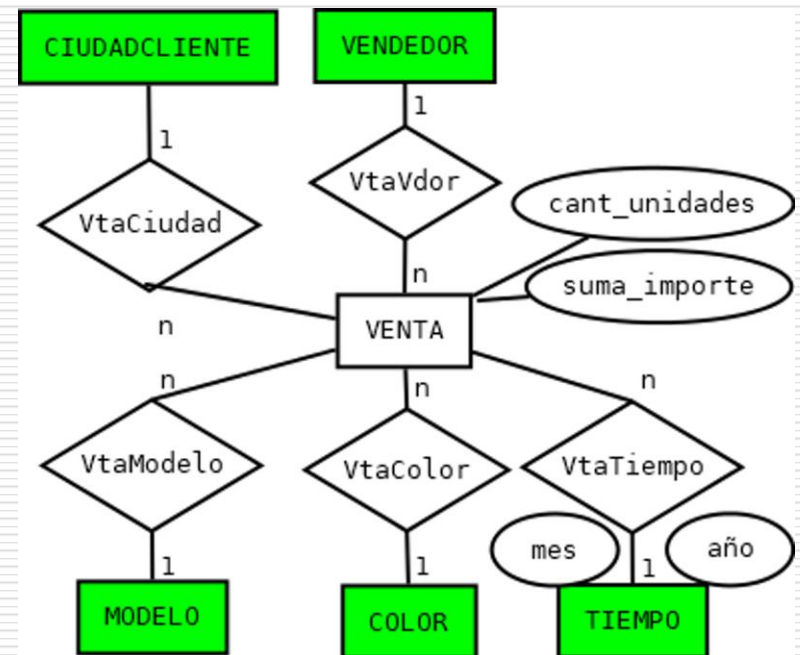 CIUDADCLIENTE
VENDEDOR
1
1
VtaVdor
cant_unidades
VtaCiudad
n
suma_importe
n
VENTA
n
n
n
VtaModelo
VtaColor
VtaTiempo
mes
año
1
1
1
MODELO
COLOR
TIEMPO